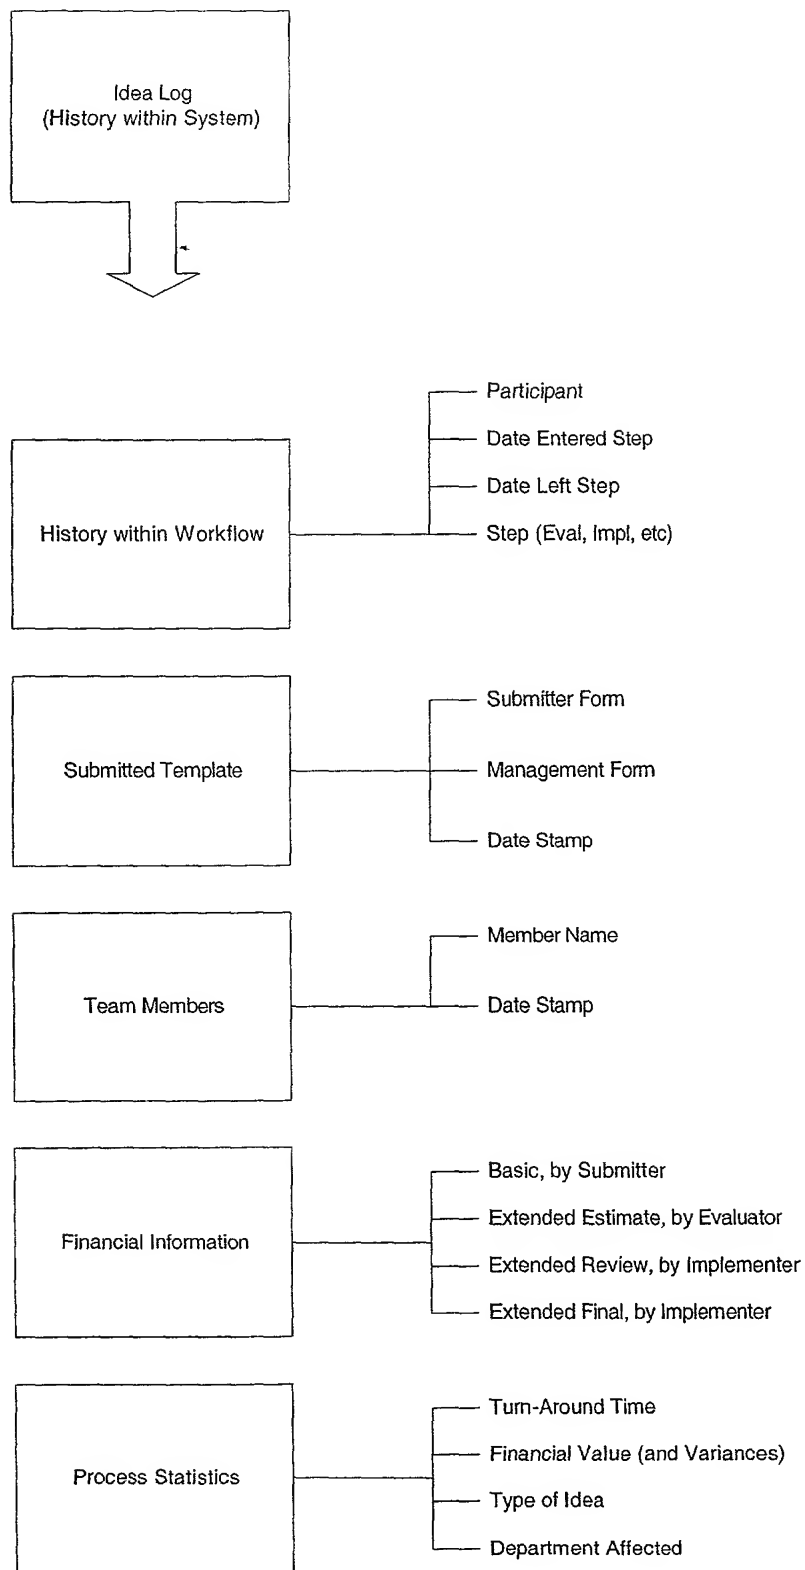 Idea Log
(History within System)
Participant
Date Entered Step
Date Left Step
History within Workflow
Step (Eval, Impl, etc)
Submitter Form
Submitted Template
Management Form
Date Stamp
Member Name
Team Members
Date Stamp
Basic, by Submitter
Extended Estimate, by Evaluator
Financial Information
Extended Review, by Implementer
Extended Final, by Implementer
Turn-Around Time
Financial Value (and Variances)
Process Statistics
Type of Idea
Department Affected